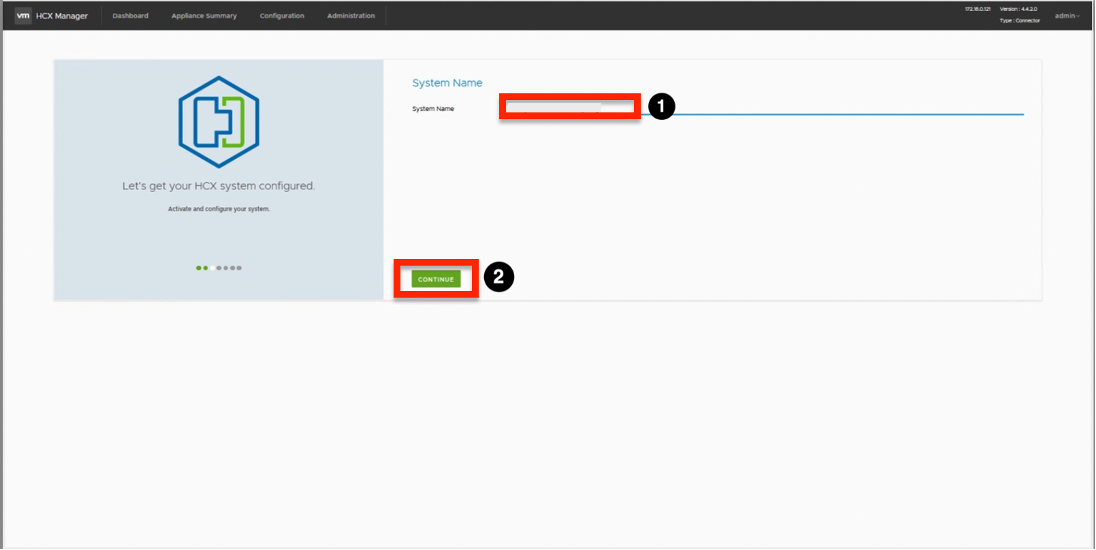 vm HCX Manager Dashboard Appliance Summary Configuration Administration
172.16.0.121 Version : 4.4.2.0
Type : Connector
admin
System Name
System Name
1
Let's get your HCX system configured.
Activate and configure your system.
CONTINUE
2